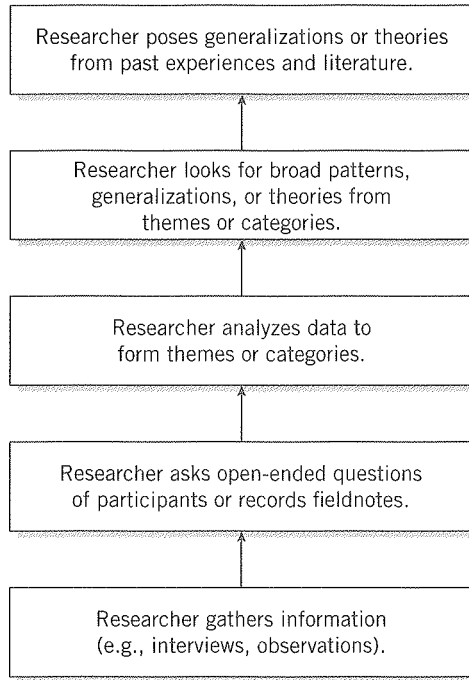 Researcher poses generalizations or theories
from past experiences and literature.
Researcher looks for broad patterns,
generalizations, or theories from
themes or categories.
Researcher analyzes data to
form themes or categories.
Researcher asks open-ended questions
of participants or records fieldnotes.
Researcher gathers information
(e.g., interviews, observations).